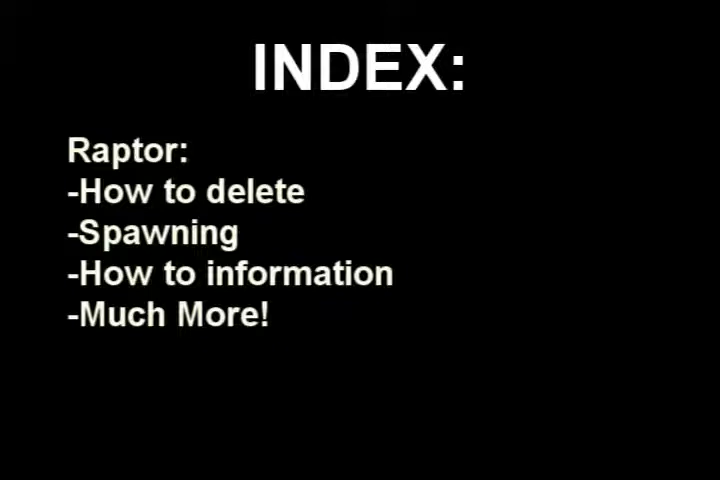 INDEX:
Raptor:
-How to delete
-Spawning
-How to information
-Much More!